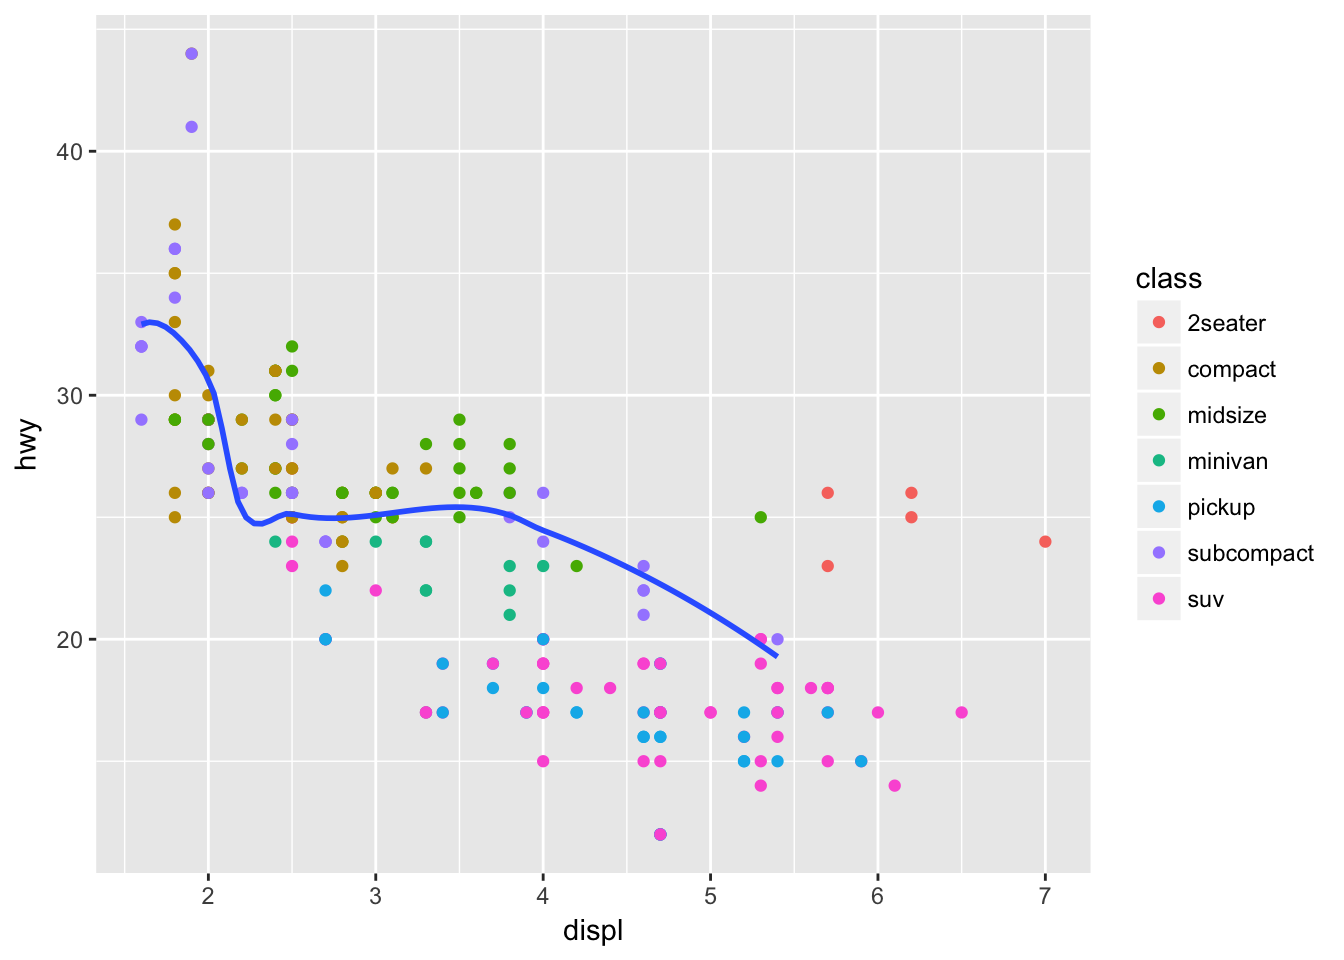 hwy
40
30
20
2 3 4 5 6 7
displ
class
2seater
compact
midsize
minivan
pickup
subcompact
suv